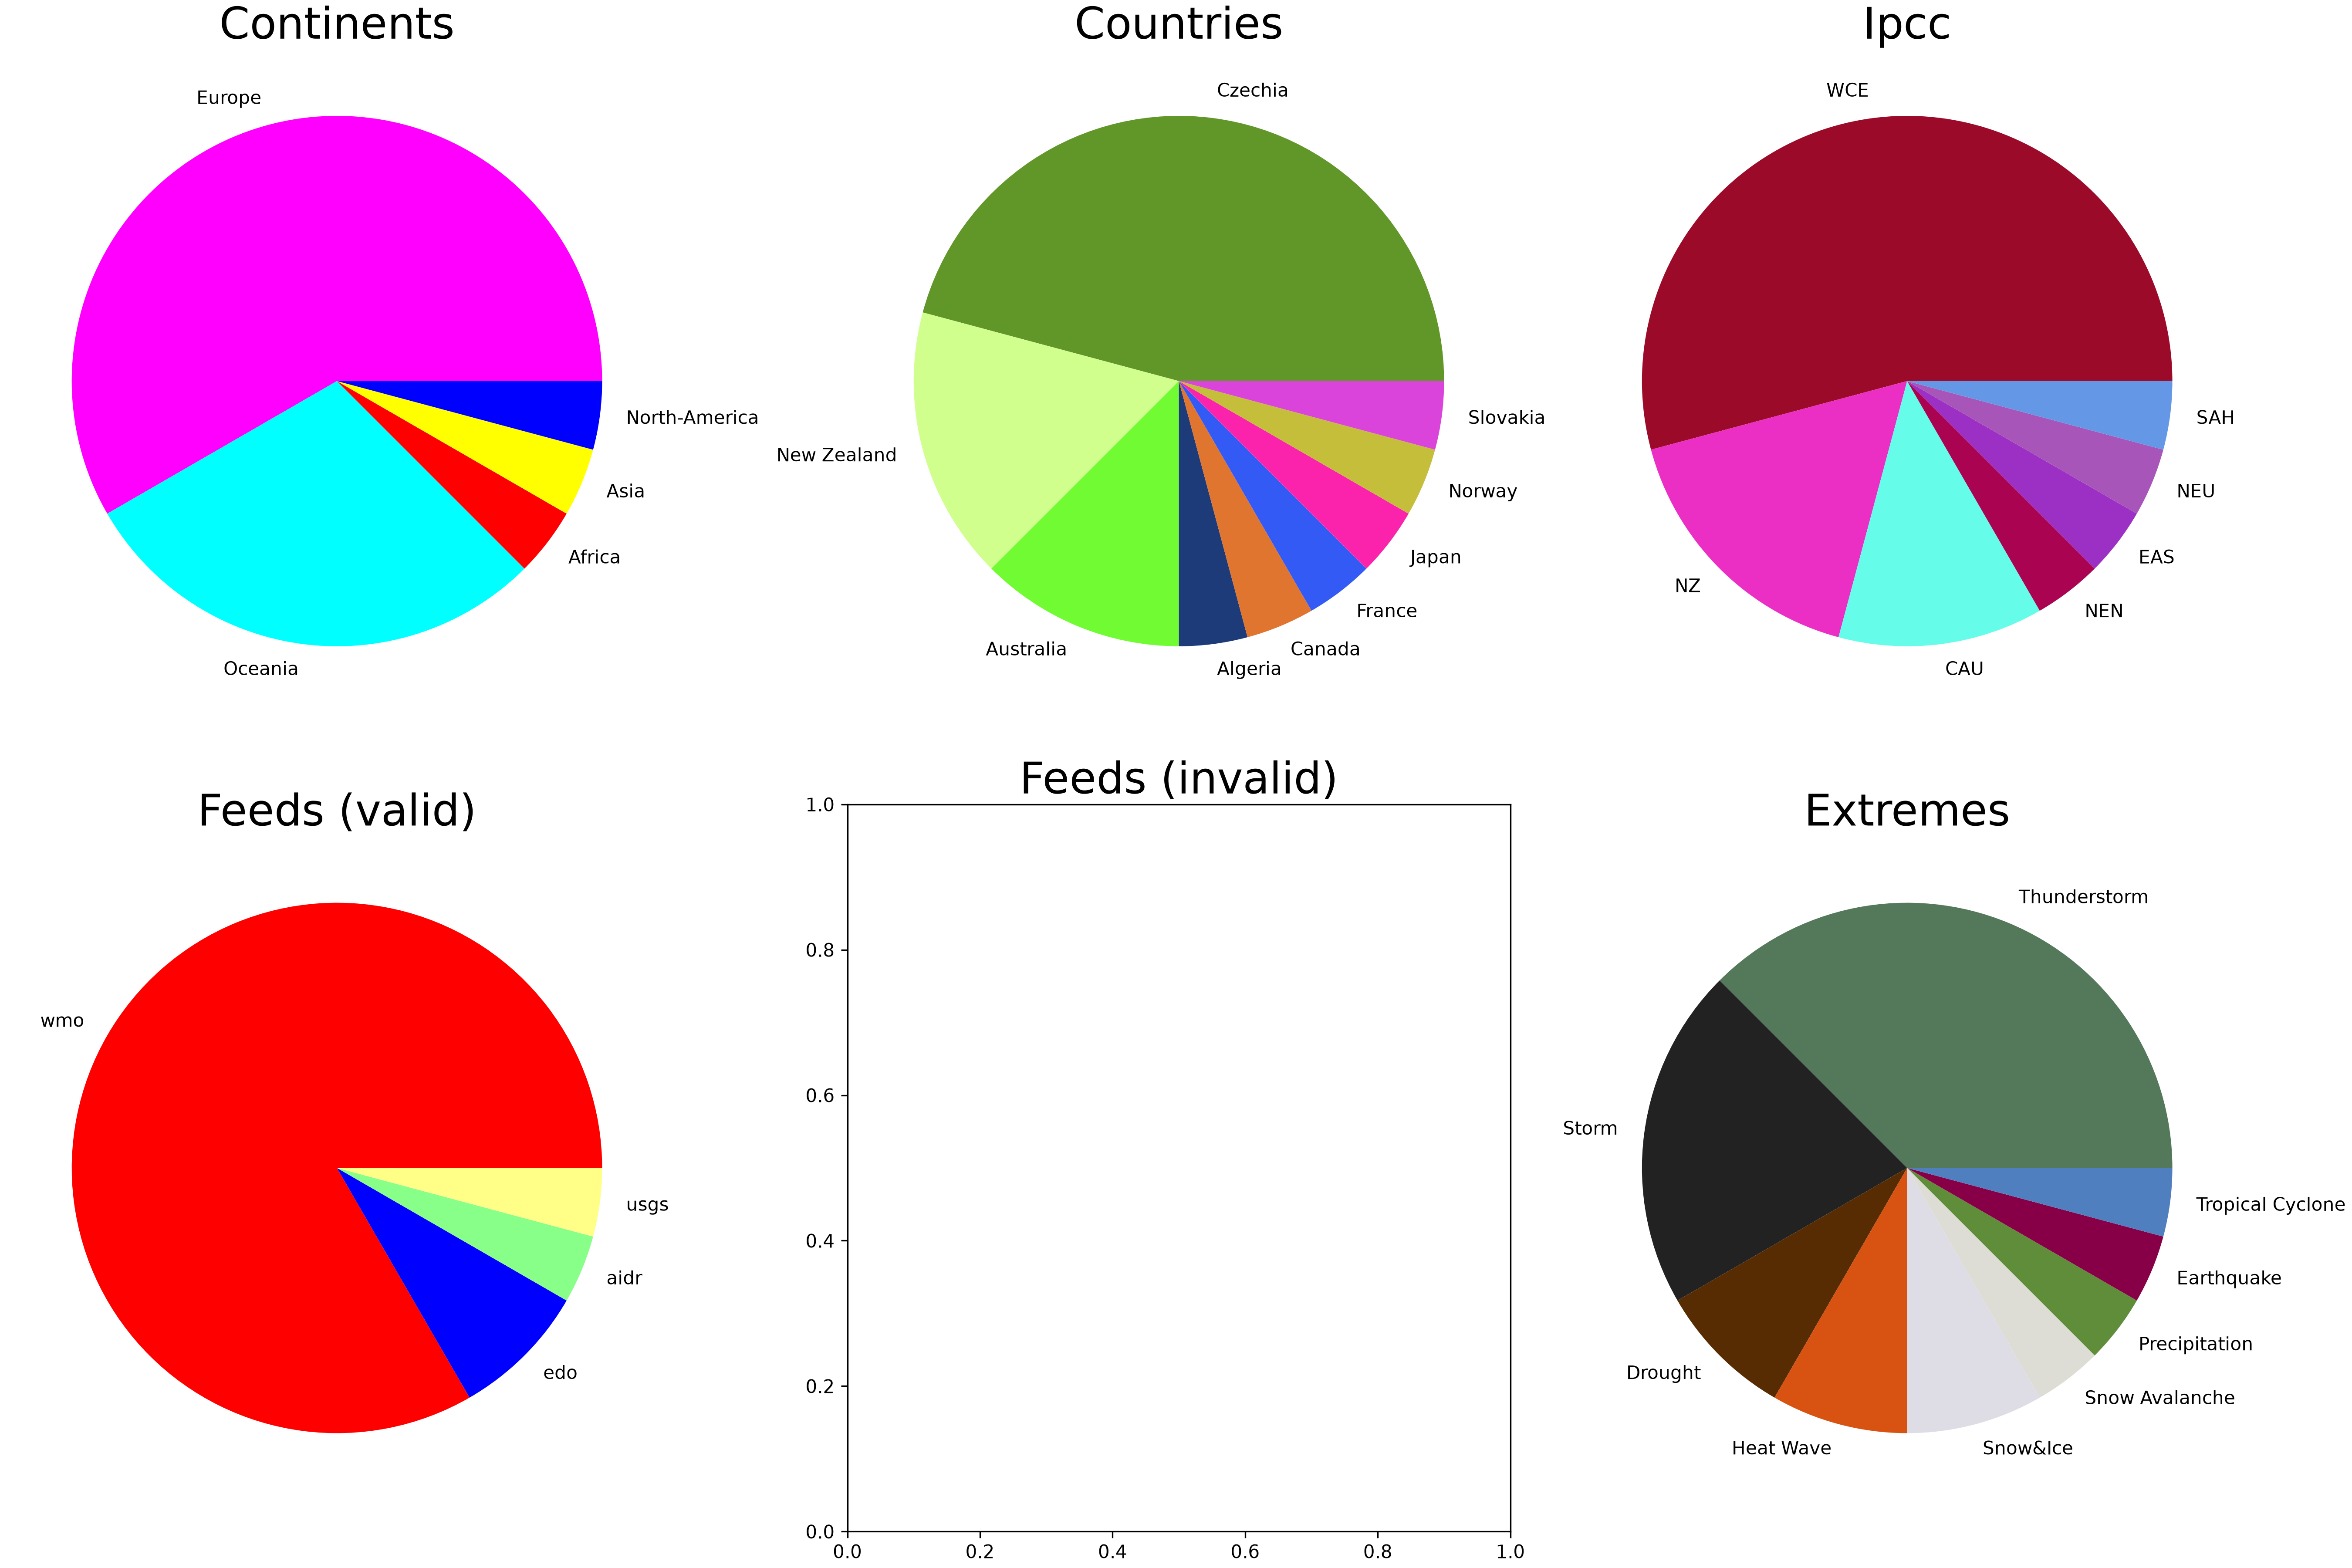 Continents
Europe
North-America
Asia
Africa
Oceania
Countries
Czechia
New Zealand
Slovakia
Norway
Japan
France
Canada
Algeria
Australia
Ipcc
WCE
SAH
NEU
EAS
NEN
CAU
NZ
Feeds (valid)
wmo
usgs
aidr
edo
Feeds (invalid)
1.0
0.8
0.6
0.4
0.2
0.0
0.0 0.2 0.4 0.6 0.8 1.0
Extremes
Thunderstorm
Storm
Tropical Cyclone
Earthquake
Precipitation
Snow Avalanche
Snow&Ice
Heat Wave
Drought